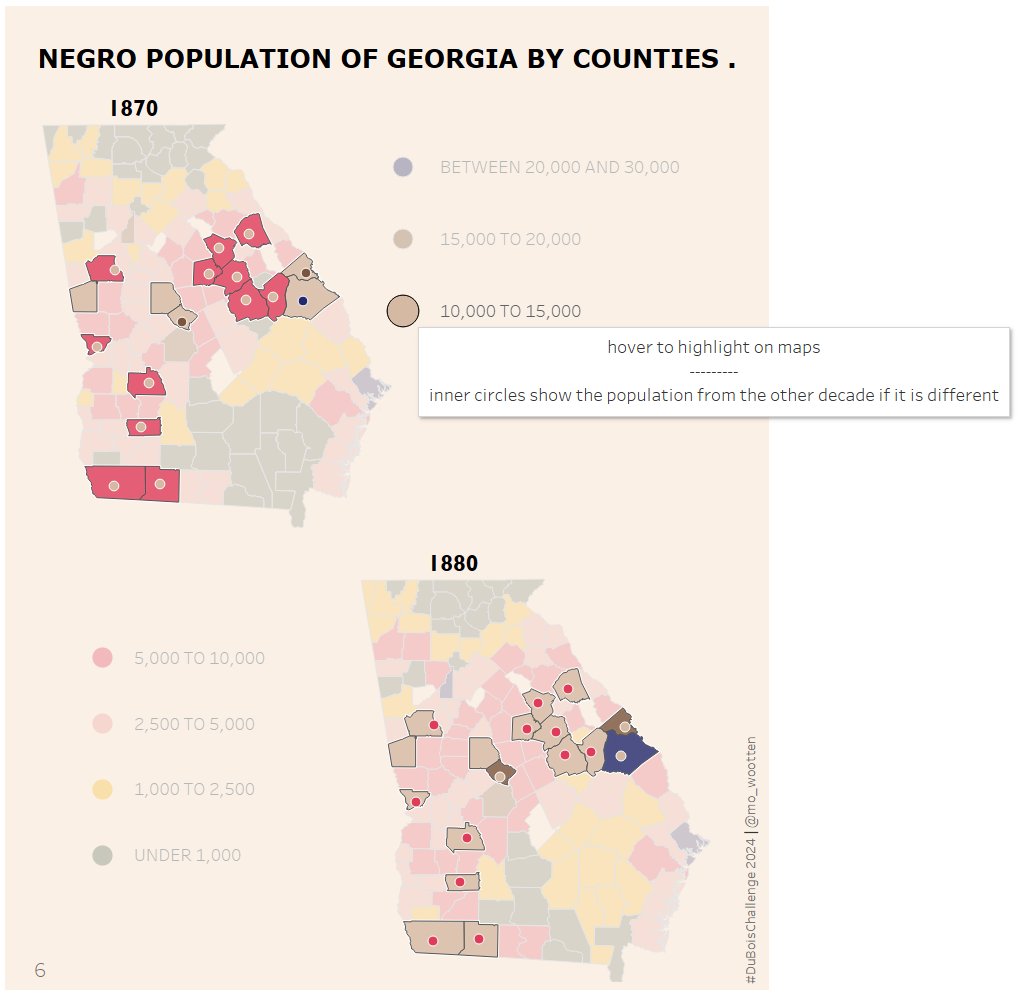 NEGRO POPULATION OF GEORGIA BY COUNTIES .
1870
BETWEEN 20,000 AND 30,000
15,000 TO 20,000
10,000 TO 15,000
hover to highlight on maps
---------
inner circles show the population from the other decade if it is different
1880
5,000 TO 10,000
2,500 TO 5,000
1,000 TO 2,500
UNDER 1,000
#DuBoisChallenge 2024 | @mo_wootten
6